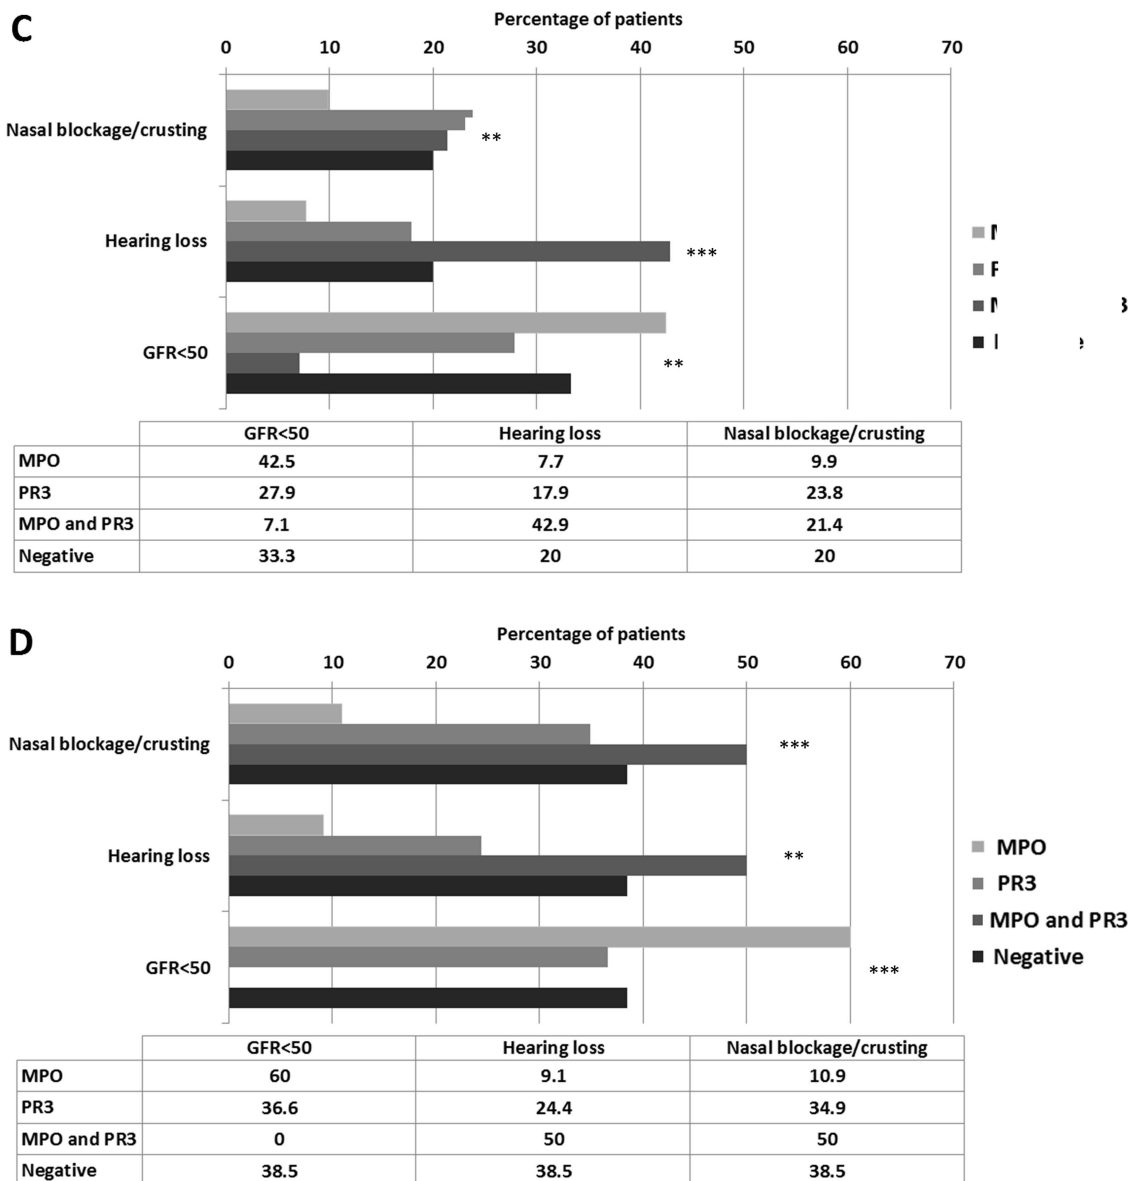 C
Percentage of patients
0 10 20 30 40 50 60 70
Nasal blockage/crusting
**
Hearing loss
***
GFR<50
**
GFR<50 Hearing loss Nasal blockage/crusting
MPO 42.5 7.7 9.9
PR3 27.9 17.9 23.8
MPO and PR3 7.1 42.9 21.4
Negative 33.3 20 20
D
Percentage of patients
0 10 20 30 40 50 60 70
Nasal blockage/crusting
***
Hearing loss
**
GFR<50
***
MPO
PR3
MPO and PR3
Negative
GFR<50 Hearing loss Nasal blockage/crusting
MPO 60 9.1 10.9
PR3 36.6 24.4 34.9
MPO and PR3 0 50 50
Negative 38.5 38.5 38.5